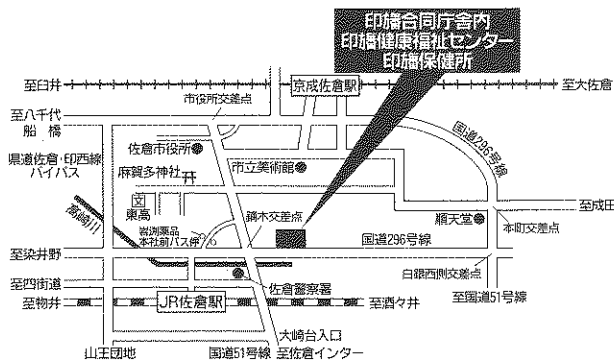 印旛合同庁舎内
印旛健康福祉センター
印旛保健所
至臼井
京成佐倉駅
至大佐倉
市役所交差点
至八千代
船橋
国道296号線
佐倉市役所
県道佐倉・印西線
バイパス
麻賀多神社
市立美術館
高崎川
文
東高
至成田
順天堂
本町交差点
岩渕薬品
本社前バス停
鏑木交差点
至染井野
国道296号線
白銀西側交差点
至四街道
佐倉警察署
至国道51号線
至物井
JR佐倉駅
至酒々井
大崎台入口
山王団地
国道51号線
至佐倉インター